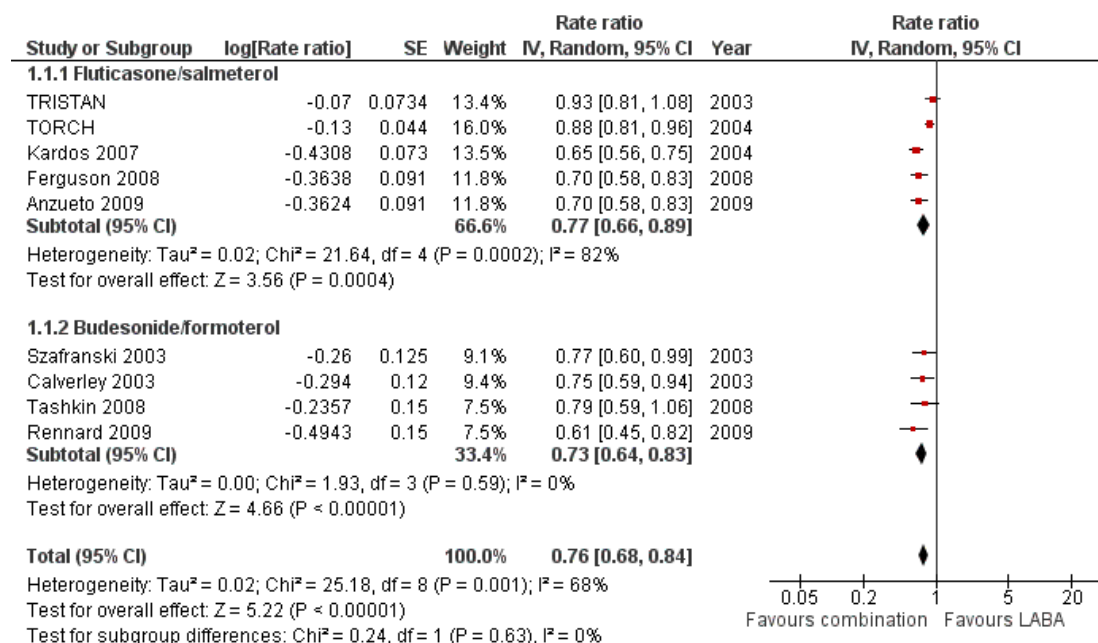 Rate ratio Rate ratio
Study or Subgroup log[Rate ratio] SE Weight IV, Random, 95% CI Year IV, Random, 95% CI
1.1.1 Fluticasone/salmeterol
TRISTAN -0.07 0.0734 13.4% 0.93 [0.81, 1.08] 2003
TORCH -0.13 0.044 16.0% 0.88 [0.81, 0.96] 2004
Kardos 2007 -0.4308 0.073 13.5% 0.65 [0.56, 0.75] 2004
Ferguson 2008 -0.3638 0.091 11.8% 0.70 [0.58, 0.83] 2008
Anzueto 2009 -0.3624 0.091 11.8% 0.70 [0.58, 0.83] 2009
Subtotal (95% CI) 66.6% 0.77 [0.66, 0.89]
Heterogeneity: Tau² = 0.02; Chi² = 21.64, df = 4 (P = 0.0002); I² = 82%
Test for overall effect: Z = 3.56 (P = 0.0004)
1.1.2 Budesonide/formoterol
Szafranski 2003 -0.26 0.125 9.1% 0.77 [0.60, 0.99] 2003
Calverley 2003 -0.294 0.12 9.4% 0.75 [0.59, 0.94] 2003
Tashkin 2008 -0.2357 0.15 7.5% 0.79 [0.59, 1.06] 2008
Rennard 2009 -0.4943 0.15 7.5% 0.61 [0.45, 0.82] 2009
Subtotal (95% CI) 33.4% 0.73 [0.64, 0.83]
Heterogeneity: Tau² = 0.00; Chi² = 1.93, df = 3 (P = 0.59); I² = 0%
Test for overall effect: Z = 4.66 (P < 0.00001)
Total (95% CI) 100.0% 0.76 [0.68, 0.84]
Heterogeneity: Tau² = 0.02; Chi² = 25.18, df = 8 (P = 0.001); I² = 68%
Test for overall effect: Z = 5.22 (P < 0.00001)
Test for subgroup differences: Chi² = 0.24, df = 1 (P = 0.63), I² = 0%
0.05 0.2 1 5 20
Favours combination Favours LABA